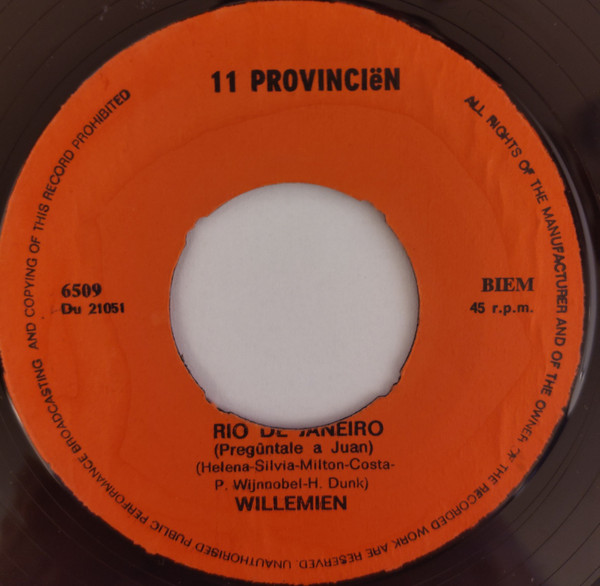 11 PROVINCIëN
ALL RIGHTS OF THE MANUFACTURER AND OF THE OWNER OF THE RECORDED WORK ARE RESERVED. UNAUTHORISED PUBLIC PERFORMANCE BROADCASTING AND COPYING OF THIS RECORD PROHIBITED
6509
Du 21051
BIEM
45 r.p.m.
RIO DE JANEIRO
(Pregûntale a Juan)
(Helena-Silvia-Milton-Costa-
P. Wijnnobel-H. Dunk)
WILLEMIEN